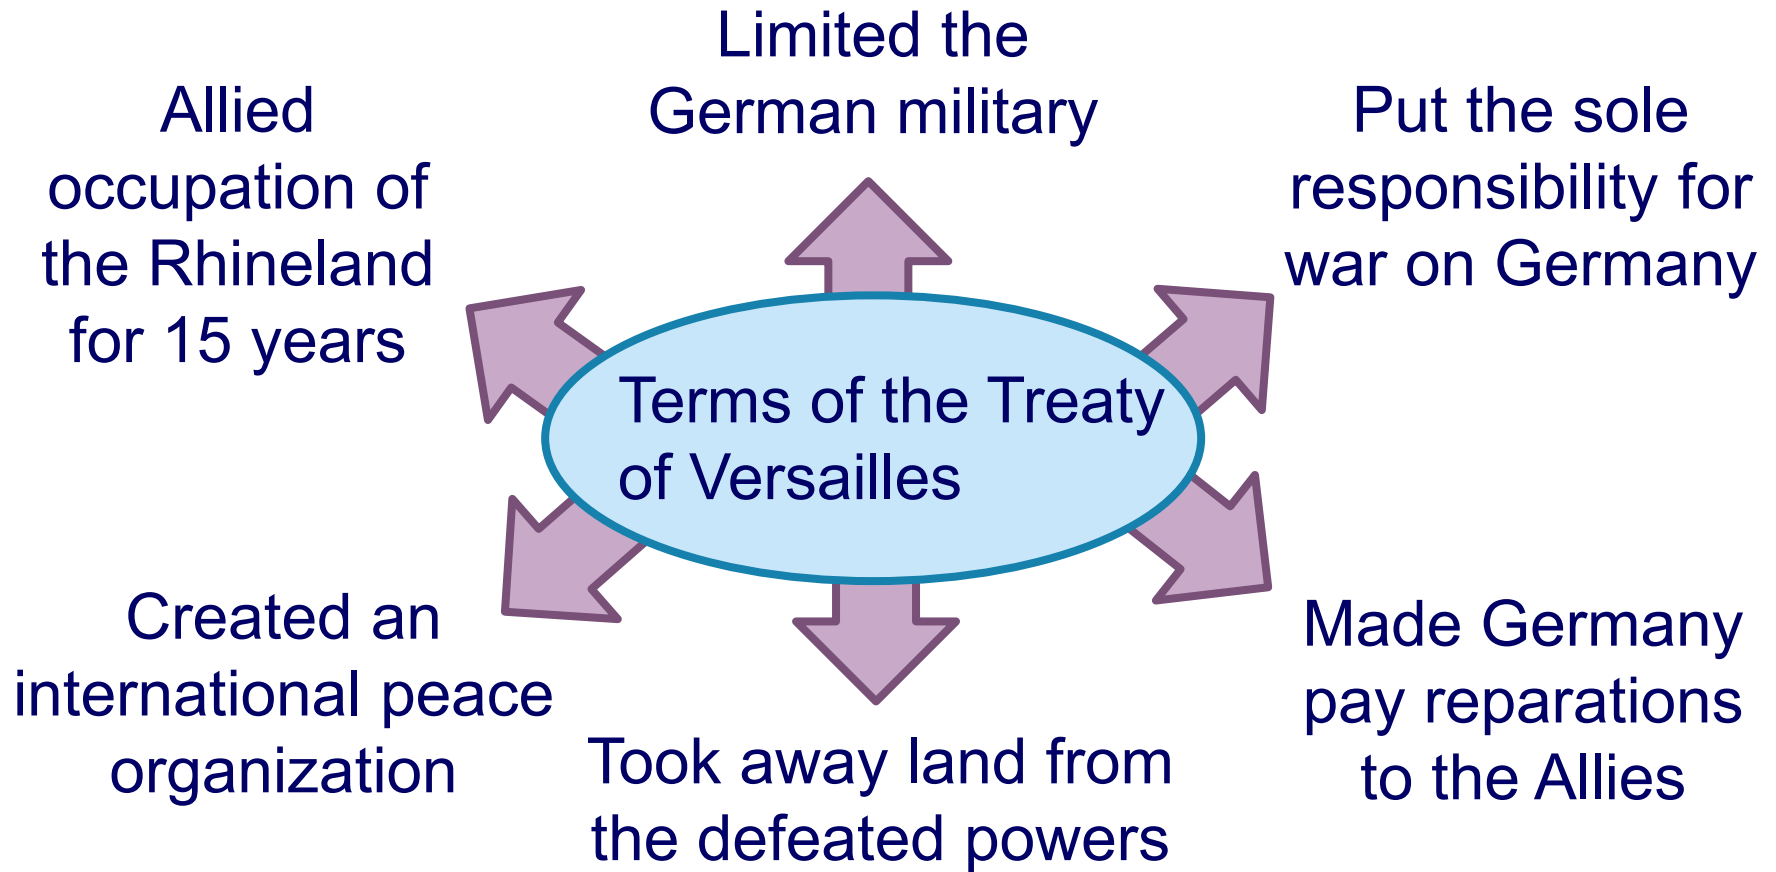 Limited the
German military
Allied
occupation of
the Rhineland
for 15 years
Put the sole
responsibility for
war on Germany
Terms of the Treaty
of Versailles
Created an
international peace
organization
Took away land from
the defeated powers
Made Germany
pay reparations
to the Allies